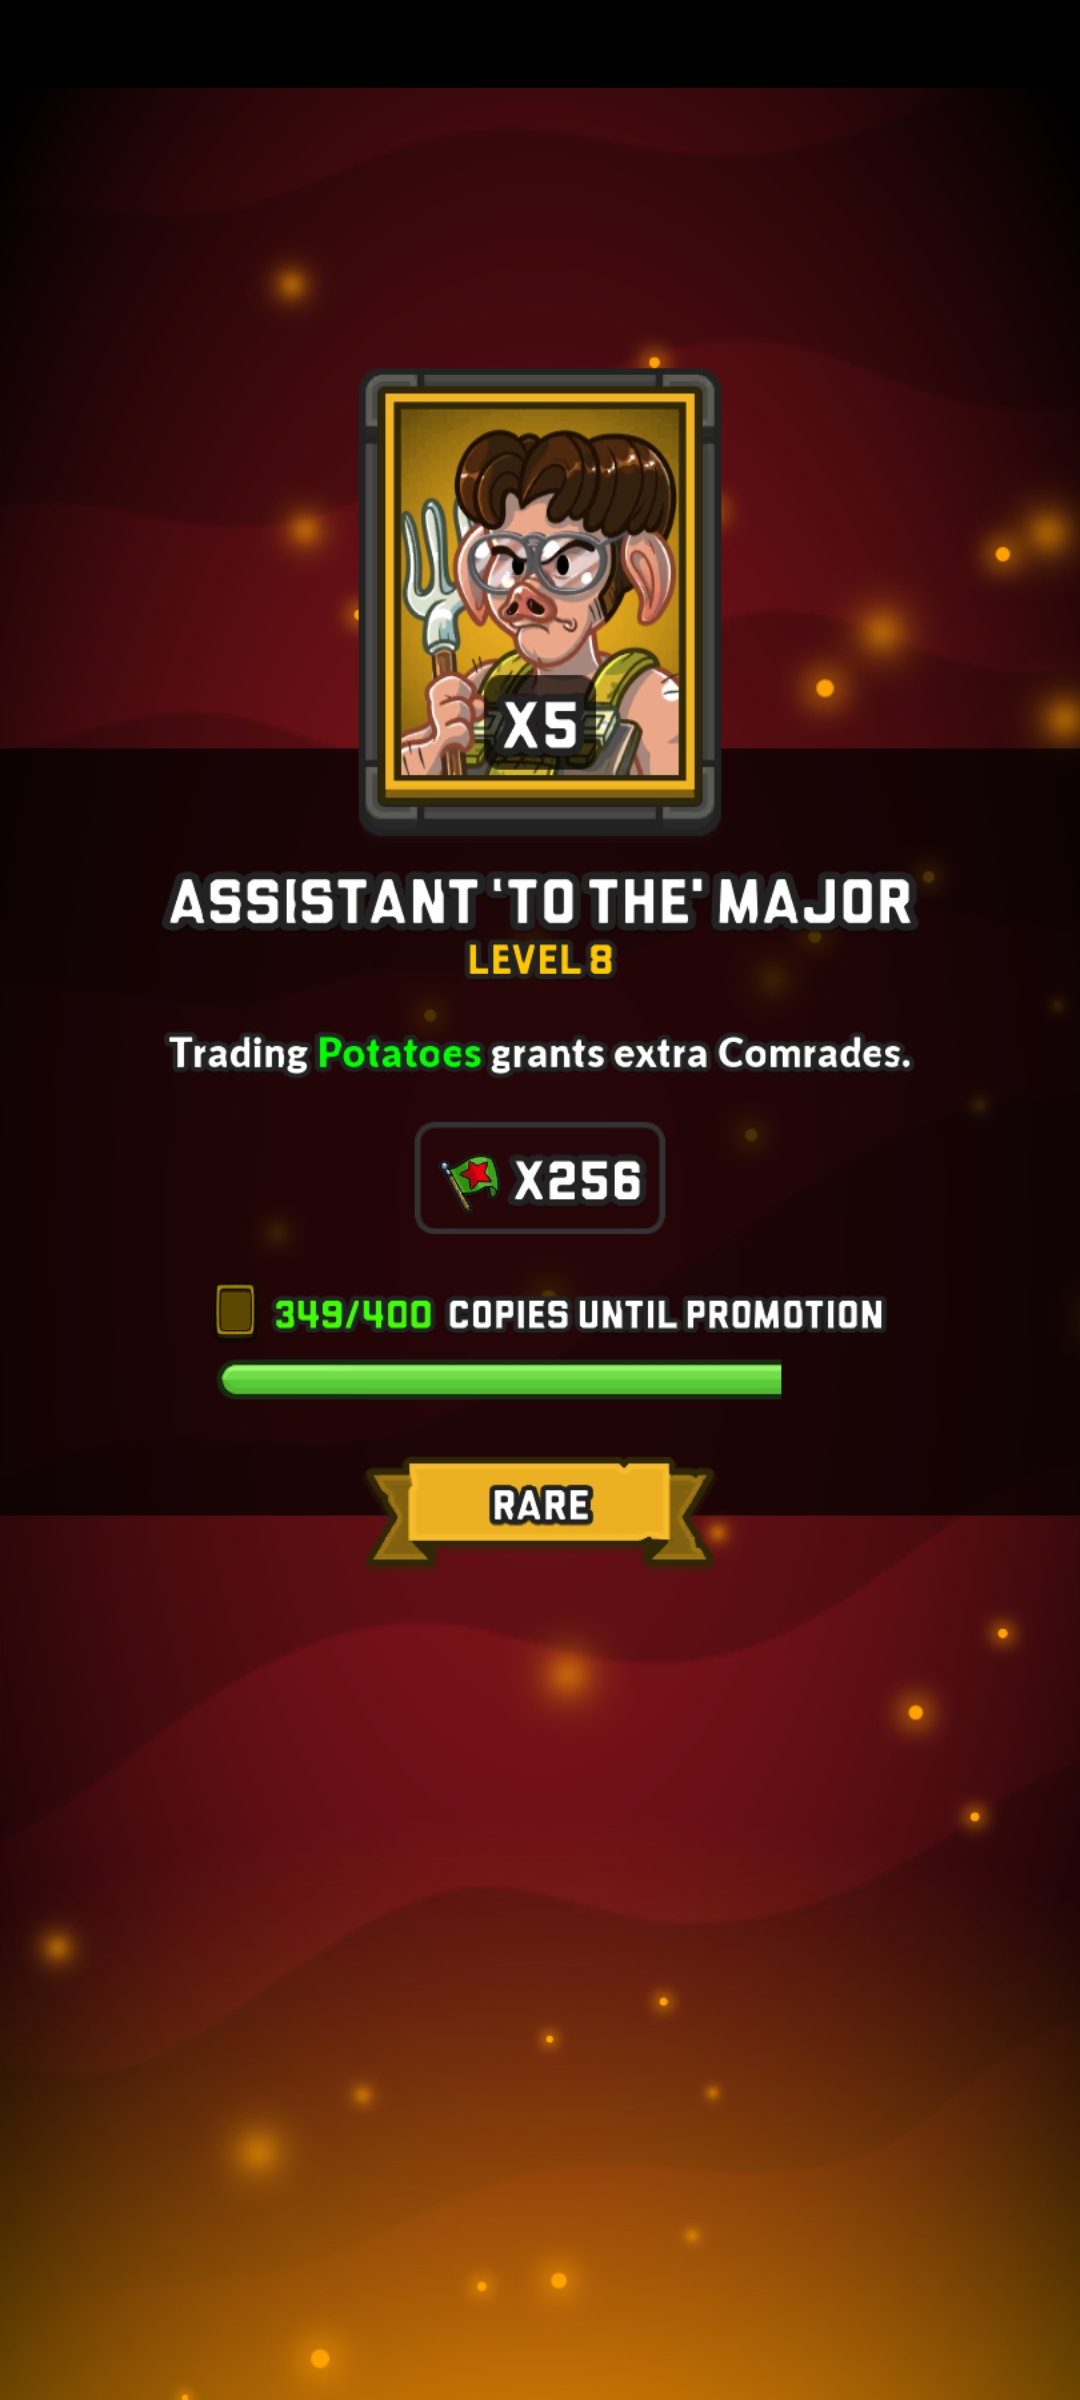 X5
ASSISTANT 'TO THE' MAJOR
LEVEL 8
Trading Potatoes grants extra Comrades.
X256
349/400 COPIES UNTIL PROMOTION
RARE